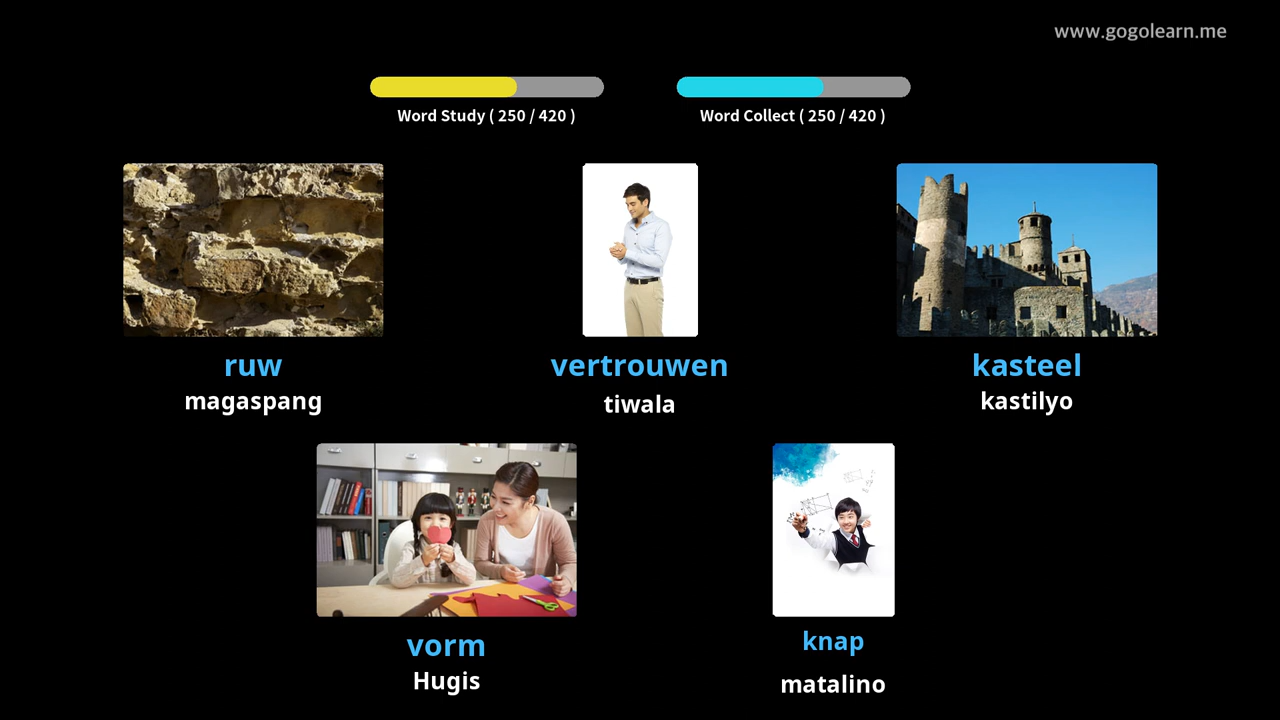 www.gogolearn.me
Word Study ( 250 / 420 )
Word Collect ( 250 / 420 )
ruw
magaspang
vertrouwen
tiwala
kasteel
kastilyo
vorm
Hugis
knap
matalino